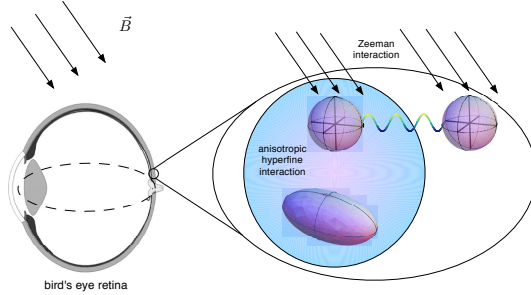 B
Zeeman
interaction
anisotropic
hyperfine
interaction
bird's eye retina